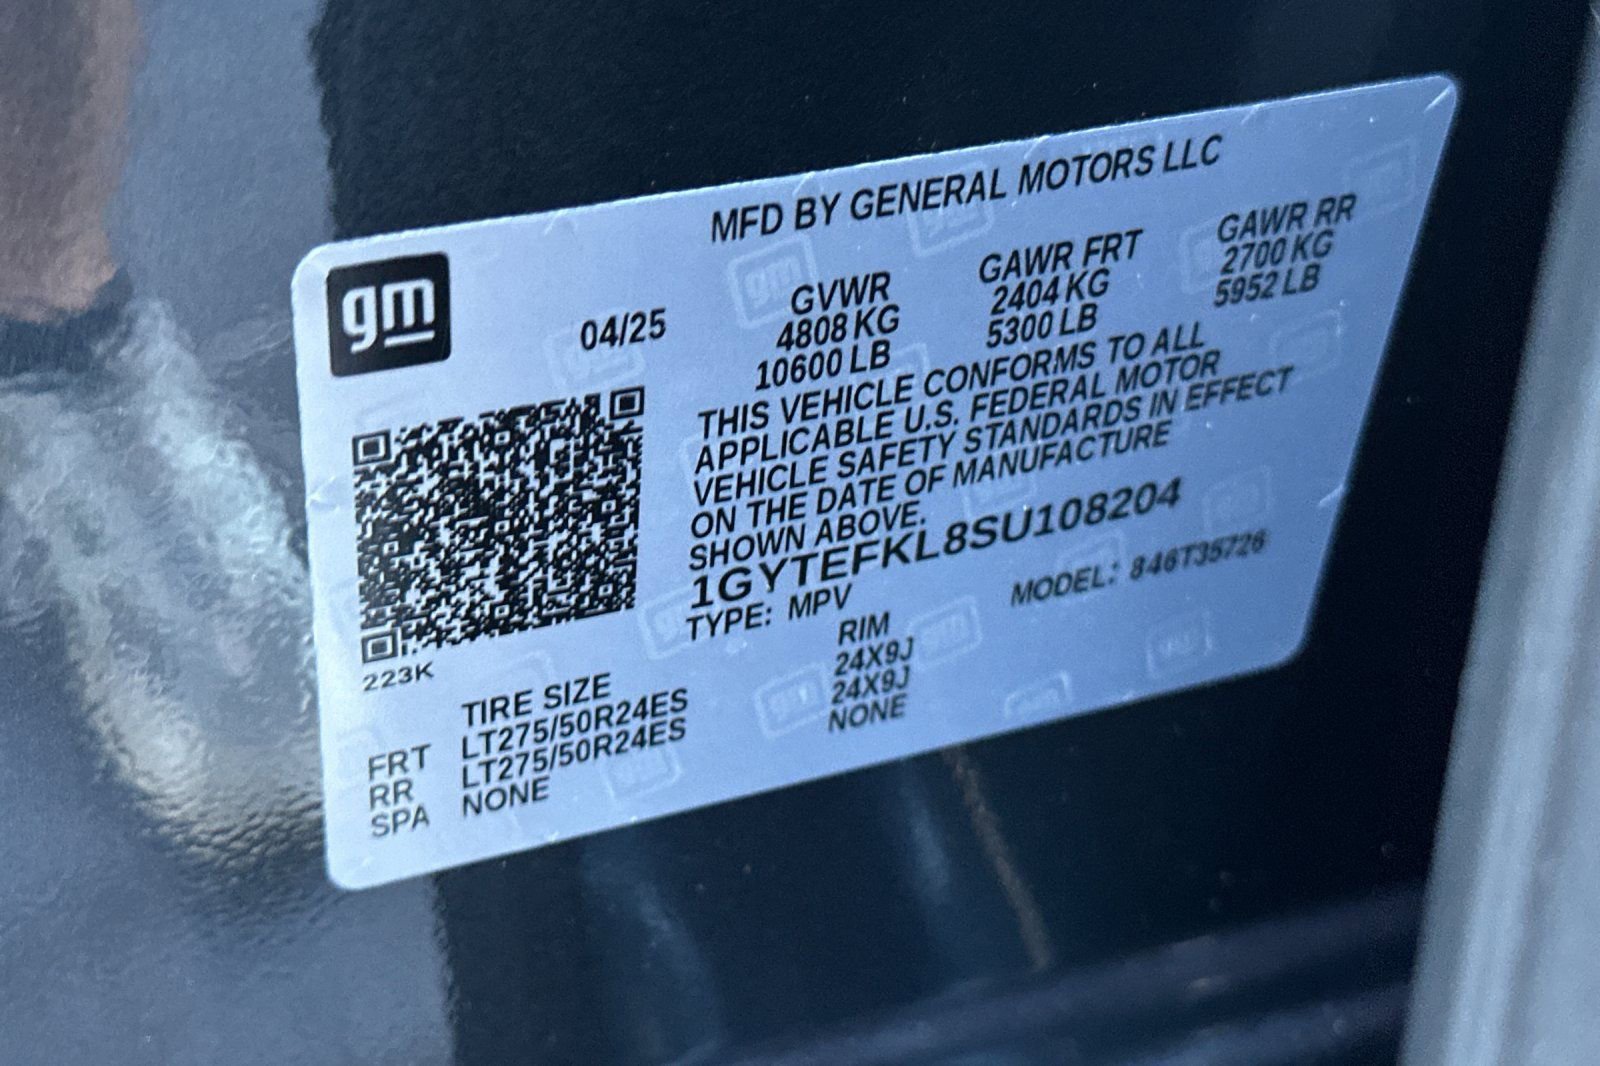 gm
MFD BY GENERAL MOTORS LLC
04/25
GVWR GAWR FRT GAWR RR
4808 KG 2404 KG 2700 KG
10600 LB 5300 LB 5952 LB
THIS VEHICLE CONFORMS TO ALL
APPLICABLE U.S. FEDERAL MOTOR
VEHICLE SAFETY STANDARDS IN EFFECT
ON THE DATE OF MANUFACTURE
SHOWN ABOVE.
1GYTEFKL8SU108204
TYPE: MPV MODEL: 846T35726
223K
TIRE SIZE RIM
FRT LT275/50R24ES 24X9J
RR LT275/50R24ES 24X9J
SPA NONE NONE